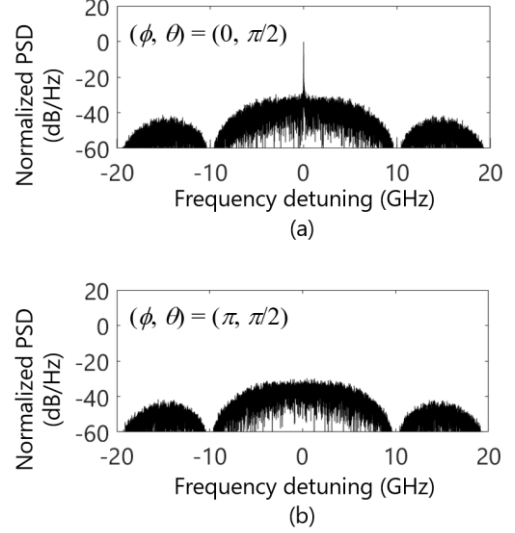 20
(ϕ, θ) = (0, π/2)
0
-20
-40
-60
-20 -10 0 10 20
Normalized PSD
(dB/Hz)
Frequency detuning (GHz)
(a)
20
(ϕ, θ) = (π, π/2)
0
-20
-40
-60
-20 -10 0 10 20
Normalized PSD
(dB/Hz)
Frequency detuning (GHz)
(b)